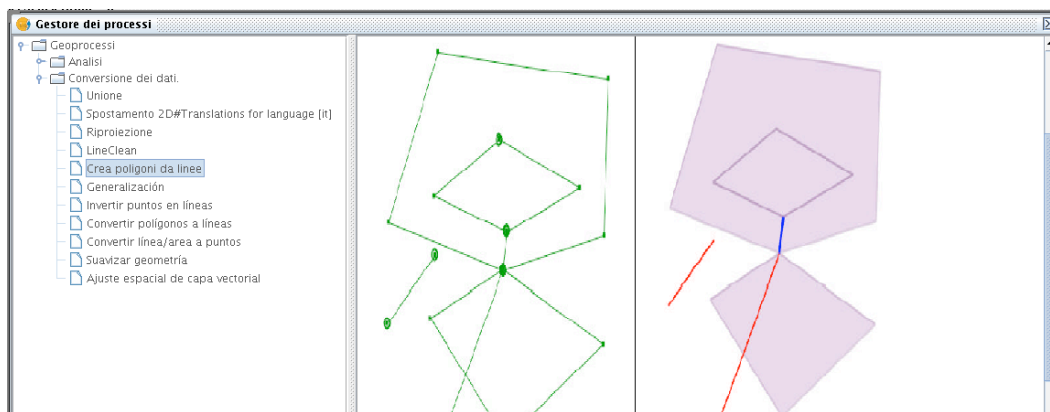 Gestore dei processi
Geoprocessi
Analisi
Conversione dei dati.
Unione
Spostamento 2D#Translations for language [it]
Riproiezione
LineClean
Crea poligoni da linee
Generalización
Invertir puntos en líneas
Convertir polígonos a líneas
Convertir línea/area a puntos
Suavizar geometría
Ajuste espacial de capa vectorial